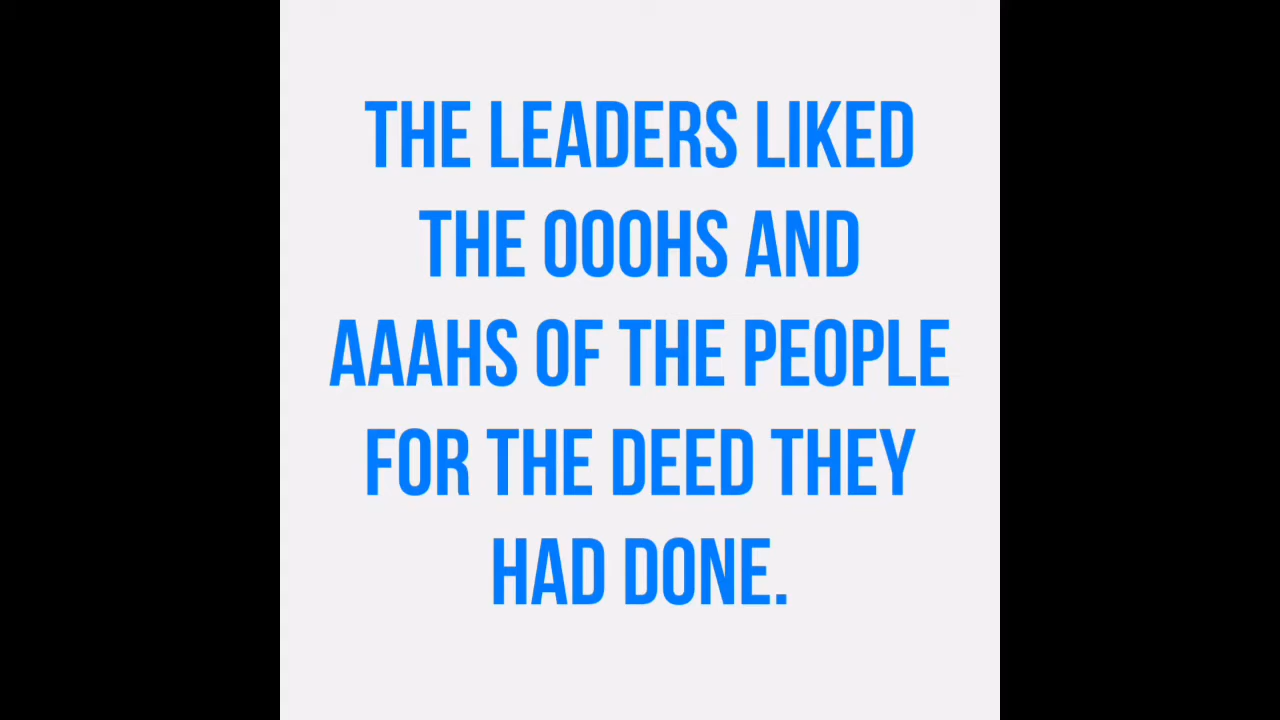 THE LEADERS LIKED
THE OOOHS AND
AAAHS OF THE PEOPLE
FOR THE DEED THEY
HAD DONE.